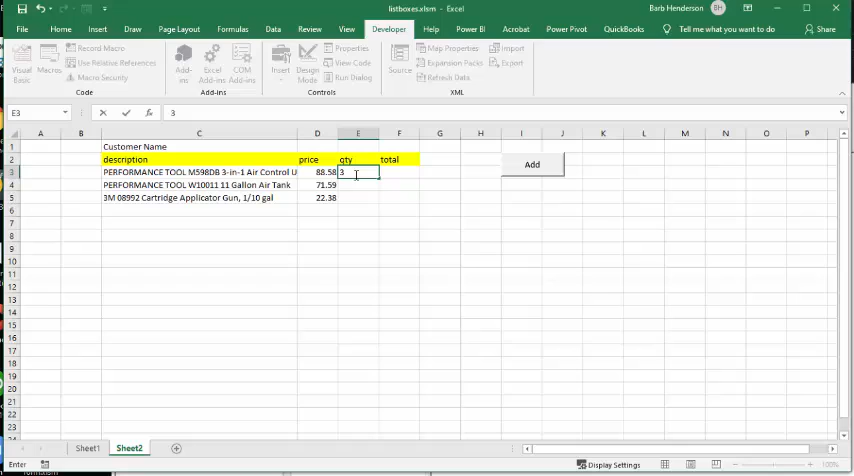 listboxes.xlsm - Excel
Barb Henderson BH
File Home Insert Draw Page Layout Formulas Data Review View Developer Help Power BI Acrobat Power Pivot QuickBooks Tell me what you want to do Share
Visual Basic
Macros
Record Macro
Use Relative References
Macro Security
Code
Add-ins
Excel Add-ins
COM Add-ins
Add-ins
Insert
Design Mode
Properties
View Code
Run Dialog
Controls
Source
Map Properties
Expansion Packs
Refresh Data
Import
Export
XML
E3 fx 3
A B C D E F G H I J K L M N O P
1 Customer Name
2 description price qty total
3 PERFORMANCE TOOL M598DB 3-in-1 Air Control U 88.58 3
4 PERFORMANCE TOOL W10011 11 Gallon Air Tank 71.59
5 3M 08992 Cartridge Applicator Gun, 1/10 gal 22.38
Add
6
7
8
9
10
11
12
13
14
15
16
17
18
19
20
21
22
23
Sheet1 Sheet2
Enter Display Settings 100%